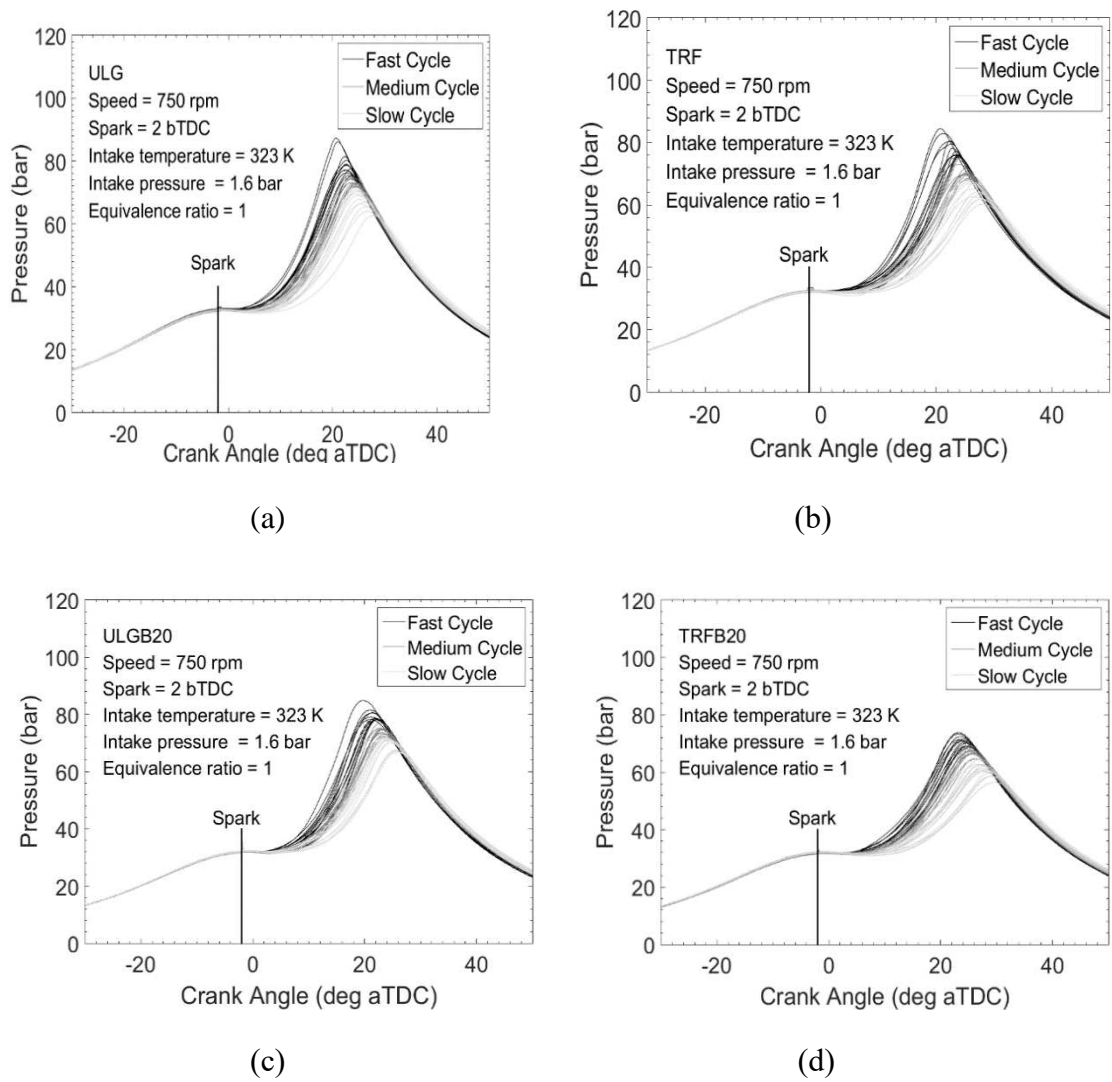 120
100
80
60
40
20
0
Pressure (bar)
ULG
Speed = 750 rpm
Spark = 2 bTDC
Intake temperature = 323 K
Intake pressure = 1.6 bar
Equivalence ratio = 1
Fast Cycle
Medium Cycle
Slow Cycle
Spark
-20
0
20
40
Crank Angle (deg aTDC)
(a)
120
100
80
60
40
20
0
Pressure (bar)
TRF
Speed = 750 rpm
Spark = 2 bTDC
Intake temperature = 323 K
Intake pressure = 1.6 bar
Equivalence ratio = 1
Fast Cycle
Medium Cycle
Slow Cycle
Spark
-20
0
20
40
Crank Angle (deg aTDC)
(b)
120
100
80
60
40
20
0
Pressure (bar)
ULGB20
Speed = 750 rpm
Spark = 2 bTDC
Intake temperature = 323 K
Intake pressure = 1.6 bar
Equivalence ratio = 1
Fast Cycle
Medium Cycle
Slow Cycle
Spark
-20
0
20
40
Crank Angle (deg aTDC)
(c)
120
100
80
60
40
20
0
Pressure (bar)
TRFB20
Speed = 750 rpm
Spark = 2 bTDC
Intake temperature = 323 K
Intake pressure = 1.6 bar
Equivalence ratio = 1
Fast Cycle
Medium Cycle
Slow Cycle
Spark
-20
0
20
40
Crank Angle (deg aTDC)
(d)